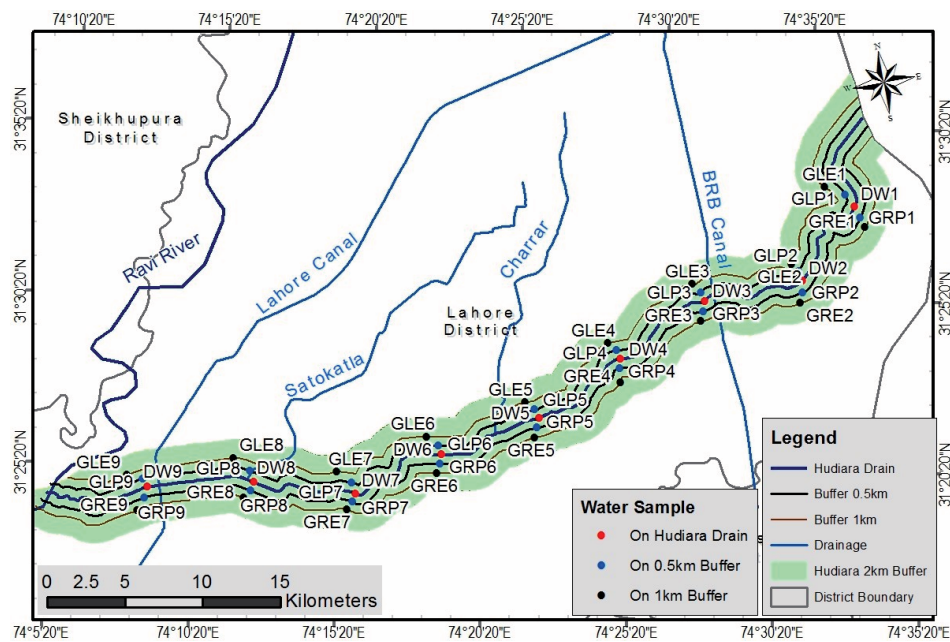 74°10'20"E
74°15'20"E
74°20'20"E
74°25'20"E
74°30'20"E
74°35'20"E
N
W
E
S
31°35'20"N
31°30'20"N
31°25'20"N
31°30'20"N
31°25'20"N
31°20'20"N
Sheikhupura
District
Ravi River
Lahore Canal
Satokatla
Charrar
Lahore
District
BRB Canal
GLE1
GLP1
DW1
GRE1
GRP1
GLP2
GLE2
DW2
GRP2
GRE2
GLE3
GLP3
DW3
GRE3
GRP3
GLE4
GLP4
DW4
GRE4
GRP4
GLE5
DW5
GLP5
GRP5
GRE5
GLE6
DW6
GLP6
GRP6
GRE6
GLE7
GLP7
DW7
GRP7
GRE7
GLE8
GLP8
DW8
GRE8
GRP8
GLE9
GLP9
DW9
GRE9
GRP9
0 2.5 5 10 15
Kilometers
Water Sample
On Hudiara Drain
On 0.5km Buffer
On 1km Buffer
Legend
Hudiara Drain
Buffer 0.5km
Buffer 1km
Drainage
Hudiara 2km Buffer
District Boundary
74°5'20"E
74°10'20"E
74°15'20"E
74°20'20"E
74°25'20"E
74°30'20"E
74°35'20"E